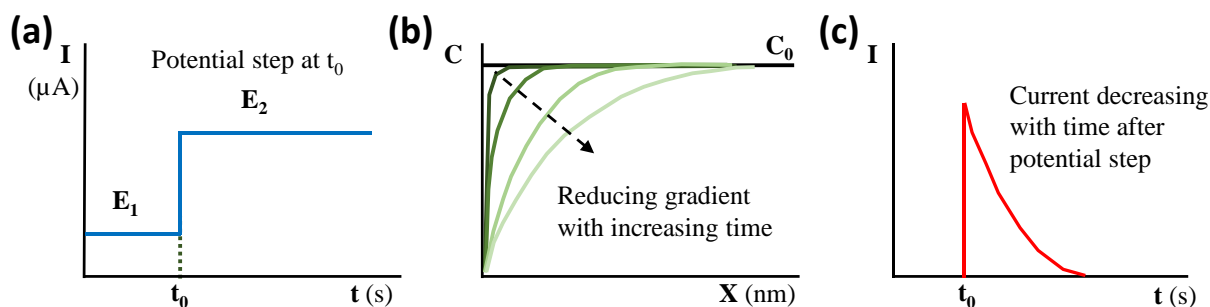 (a)
I
(µA)
Potential step at t0
E2
E1
t0
t (s)
(b)
C
C0
Reducing gradient
with increasing time
X (nm)
(c)
I
Current decreasing
with time after
potential step
t0
t (s)